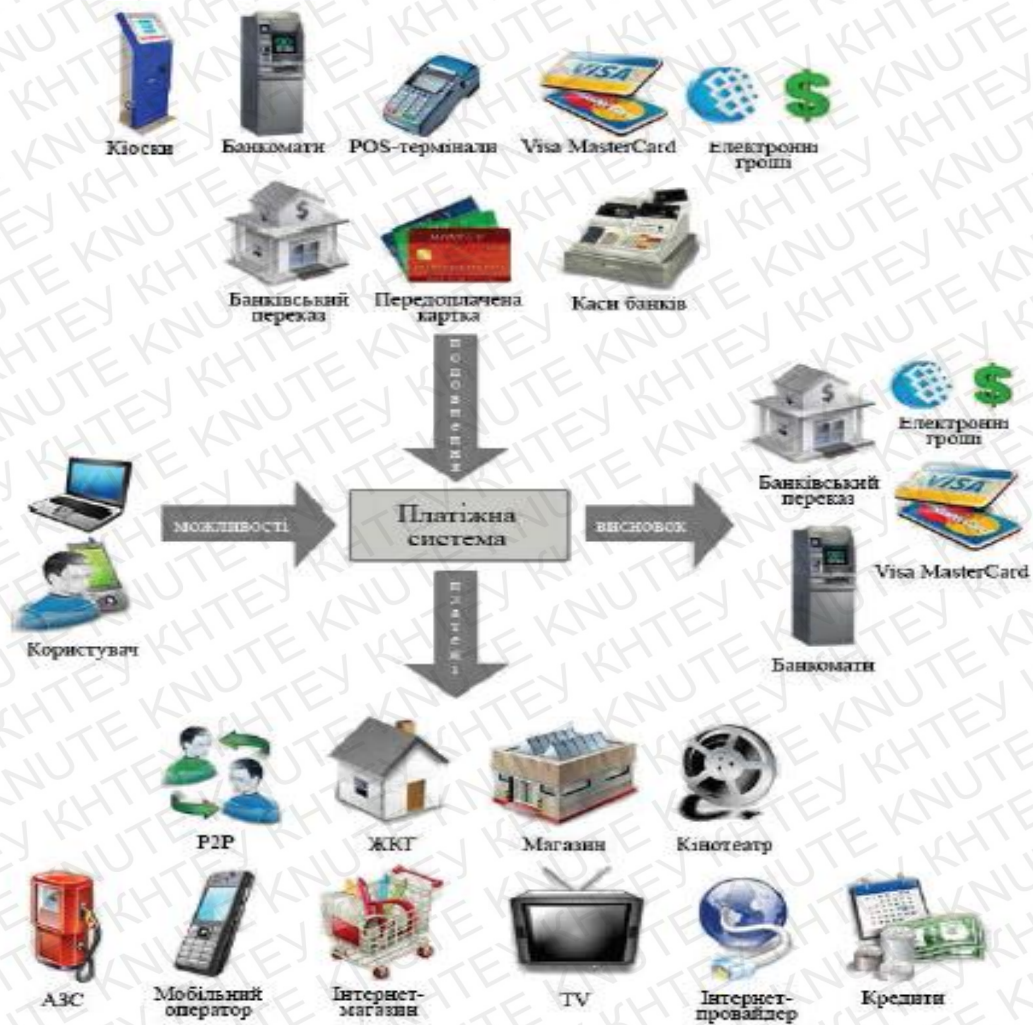 Кіоски
Банкомати
POS-термінали
Visa MasterCard
Електронні
гроші
Банківський
переказ
Передоплачена
картка
Каси банків
поповнення
Користувач
можливості
Платіжна
система
висновок
Банківський
переказ
Електронні
гроші
VISA
Visa MasterCard
Банкомати
платежі
P2P
ЖКГ
Магазин
Кінотеатр
АЗС
Мобільний
оператор
Інтернет-
магазин
TV
Інтернет-
провайдер
Кредити